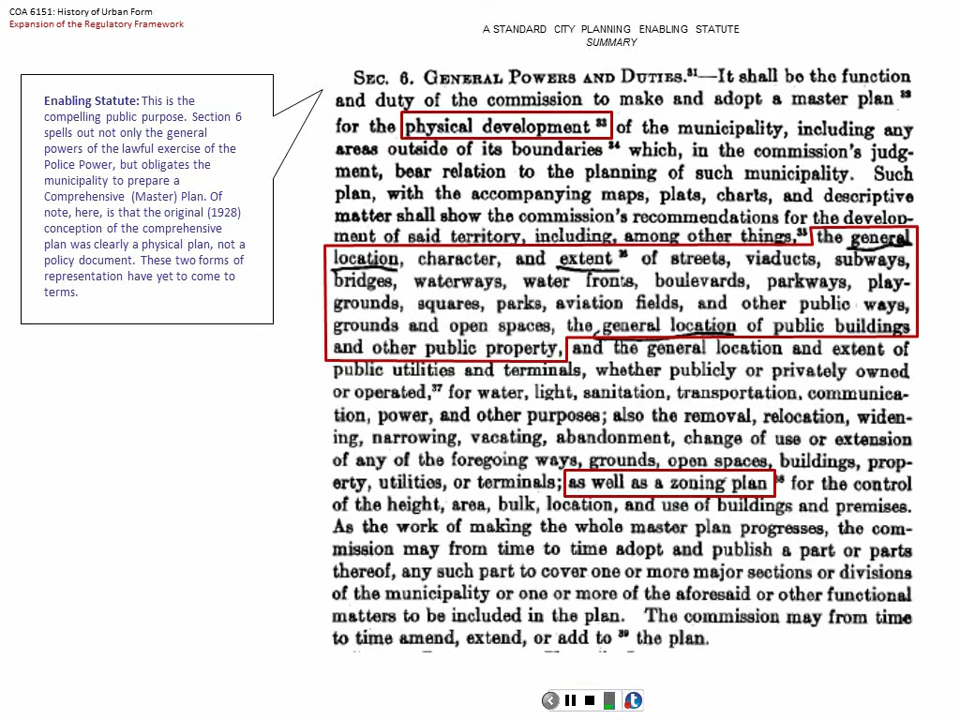 COA 6151: History of Urban Form
Expansion of the Regulatory Framework
A STANDARD CITY PLANNING ENABLING STATUTE
SUMMARY
Enabling Statute: This is the
compelling public purpose. Section 6
spells out not only the general
powers of the lawful exercise of the
Police Power, but obligates the
municipality to prepare a
Comprehensive (Master) Plan. Of
note, here, is that the original (1928)
conception of the comprehensive
plan was clearly a physical plan, not a
policy document. These two forms of
representation have yet to come to
terms.
SEC. 6. GENERAL POWERS AND DUTIES.³¹—It shall be the function
and duty of the commission to make and adopt a master plan ³²
for the physical development ³³ of the municipality, including any
areas outside of its boundaries ³⁴ which, in the commission's judg-
ment, bear relation to the planning of such municipality. Such
plan, with the accompanying maps, plats, charts, and descriptive
matter shall show the commission's recommendations for the develop-
ment of said territory, including, among other things,³⁵ the general
location, character, and extent ³⁶ of streets, viaducts, subways,
bridges, waterways, water fronts, boulevards, parkways, play-
grounds, squares, parks, aviation fields, and other public ways,
grounds and open spaces, the general location of public buildings
and other public property, and the general location and extent of
public utilities and terminals, whether publicly or privately owned
or operated,³⁷ for water, light, sanitation, transportation, communica-
tion, power, and other purposes; also the removal, relocation, widen-
ing, narrowing, vacating, abandonment, change of use or extension
of any of the foregoing ways, grounds, open spaces, buildings, prop-
erty, utilities, or terminals; as well as a zoning plan ³⁸ for the control
of the height, area, bulk, location, and use of buildings and premises.
As the work of making the whole master plan progresses, the com-
mission may from time to time adopt and publish a part or parts
thereof, any such part to cover one or more major sections or divisions
of the municipality or one or more of the aforesaid or other functional
matters to be included in the plan. The commission may from time
to time amend, extend, or add to ³⁹ the plan.